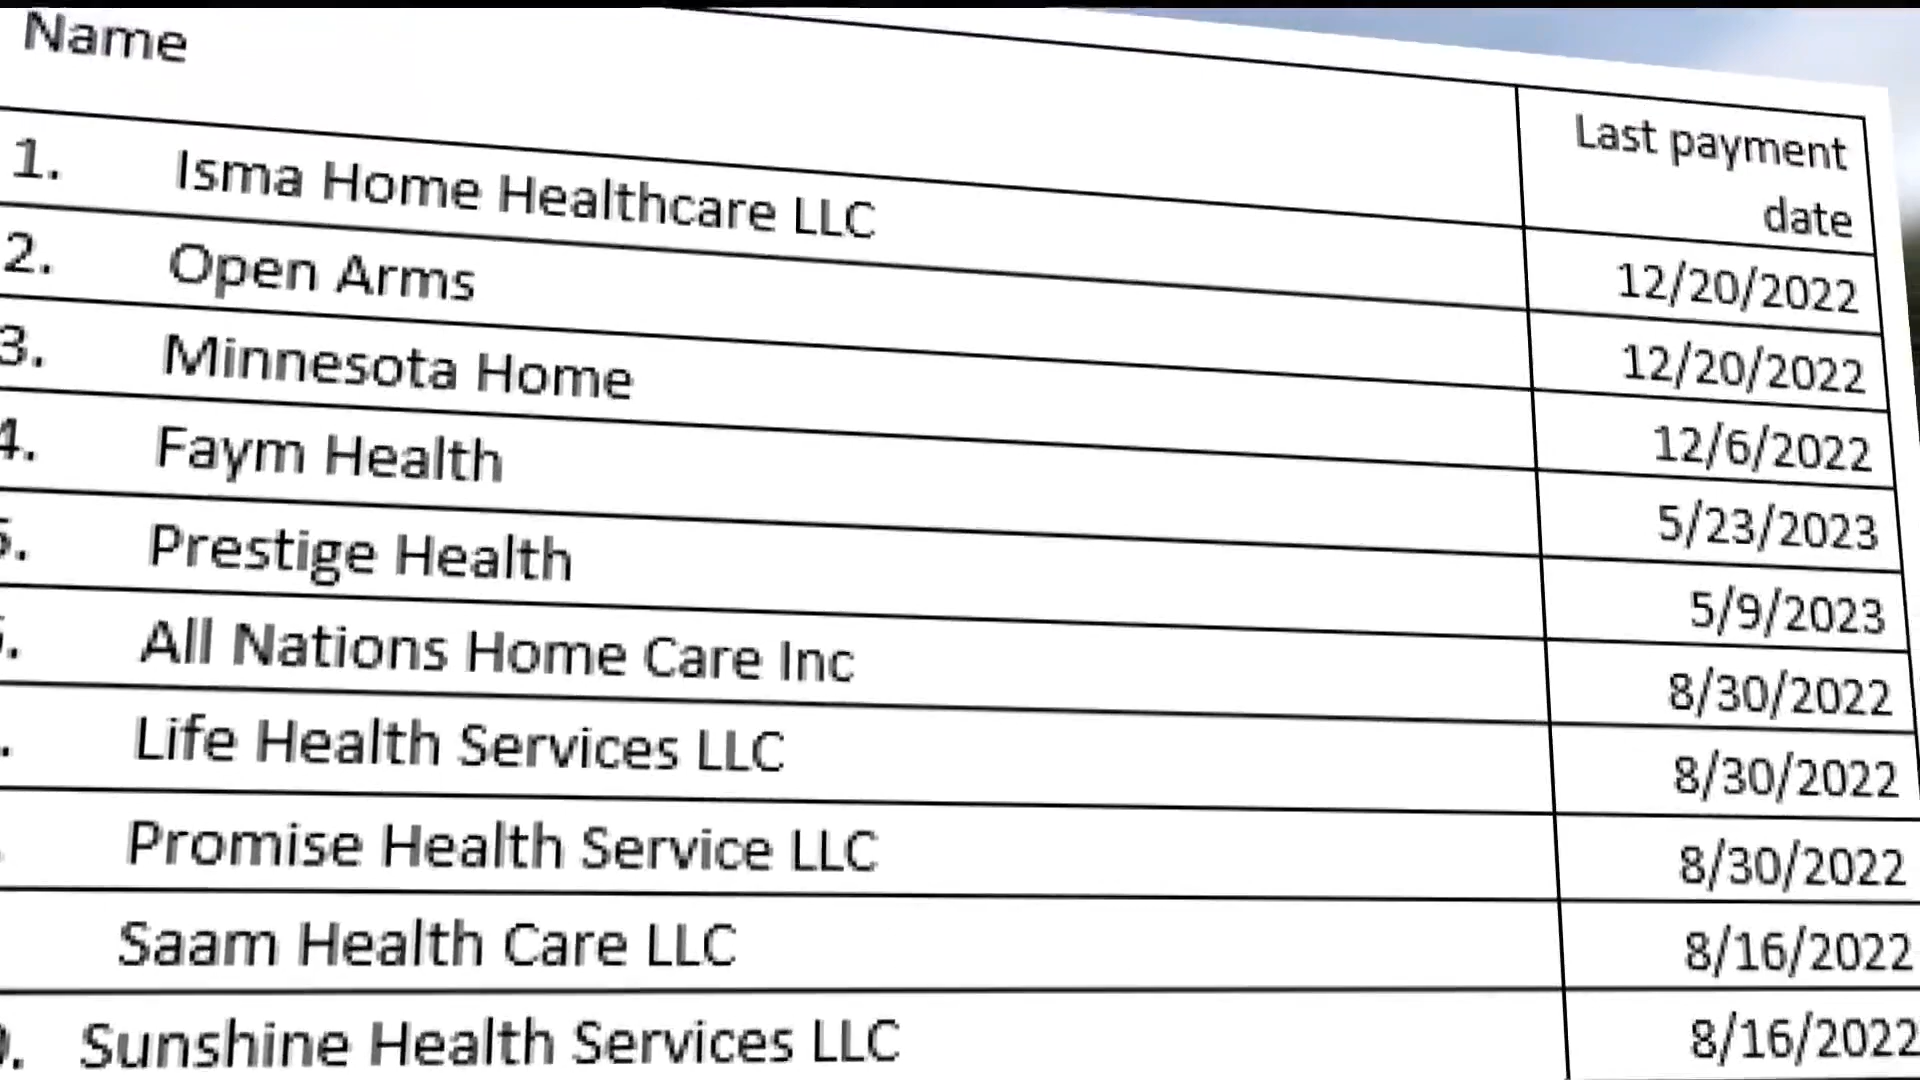 Name
Last payment
date
1. Isma Home Healthcare LLC 12/20/2022
2. Open Arms 12/20/2022
3. Minnesota Home 12/6/2022
4. Faym Health 5/23/2023
5. Prestige Health 5/9/2023
. All Nations Home Care Inc 8/30/2022
. Life Health Services LLC 8/30/2022
Promise Health Service LLC 8/30/2022
Saam Health Care LLC 8/16/2022
. Sunshine Health Services LLC 8/16/2022